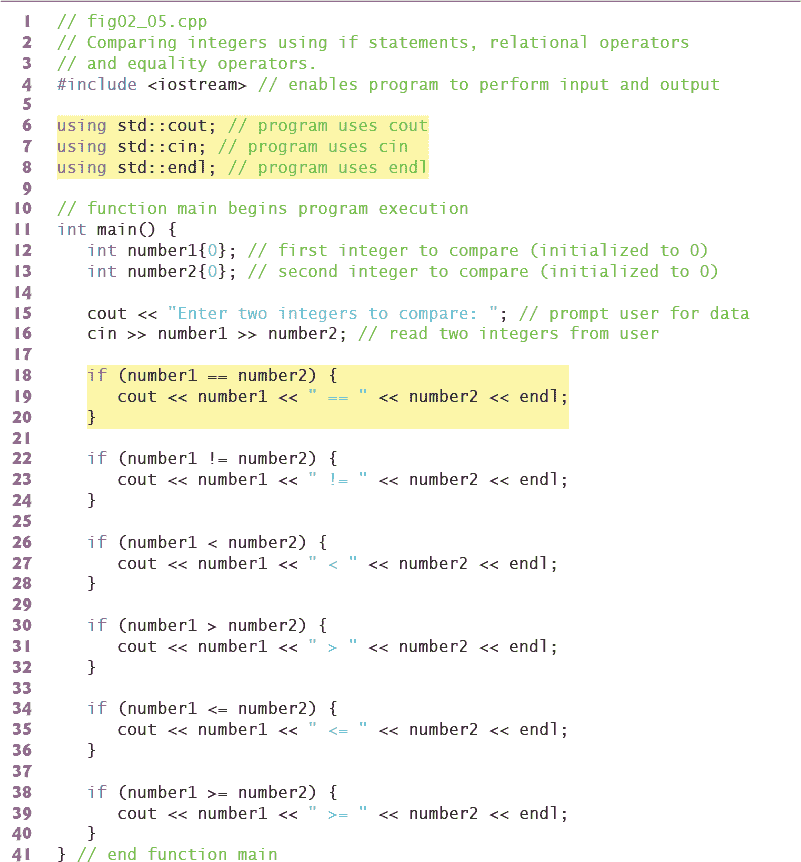 1 // fig02_05.cpp
2 // Comparing integers using if statements, relational operators
3 // and equality operators.
4 #include <iostream> // enables program to perform input and output
5
6 using std::cout; // program uses cout
7 using std::cin; // program uses cin
8 using std::endl; // program uses endl
9
10 // function main begins program execution
11 int main() {
12    int number1{0}; // first integer to compare (initialized to 0)
13    int number2{0}; // second integer to compare (initialized to 0)
14
15    cout << "Enter two integers to compare: "; // prompt user for data
16    cin >> number1 >> number2; // read two integers from user
17
18    if (number1 == number2) {
19       cout << number1 << " == " << number2 << endl;
20    }
21
22    if (number1 != number2) {
23       cout << number1 << " != " << number2 << endl;
24    }
25
26    if (number1 < number2) {
27       cout << number1 << " < " << number2 << endl;
28    }
29
30    if (number1 > number2) {
31       cout << number1 << " > " << number2 << endl;
32    }
33
34    if (number1 <= number2) {
35       cout << number1 << " <= " << number2 << endl;
36    }
37
38    if (number1 >= number2) {
39       cout << number1 << " >= " << number2 << endl;
40    }
41 } // end function main